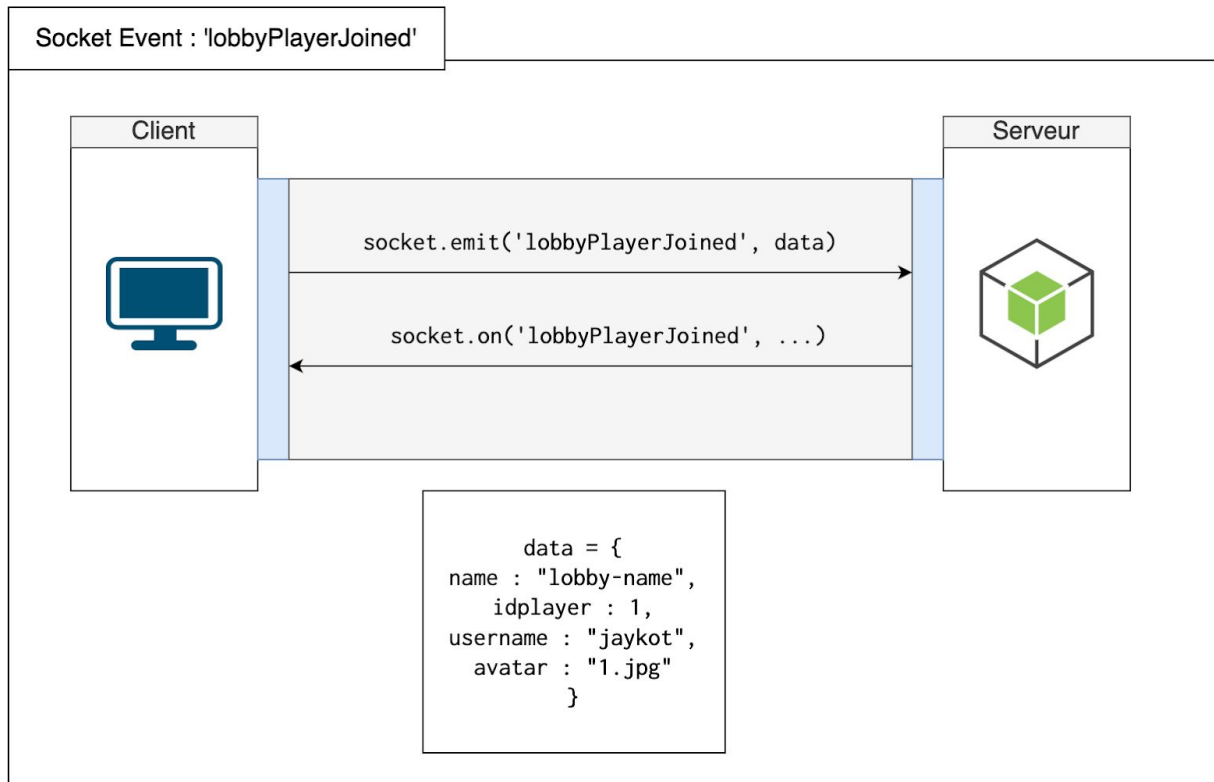 Socket Event : 'lobbyPlayerJoined'
Client
Serveur
socket.emit('lobbyPlayerJoined', data)
socket.on('lobbyPlayerJoined', ...)
data = {
name : "lobby-name",
idplayer : 1,
username : "jaykot",
avatar : "1.jpg"
}